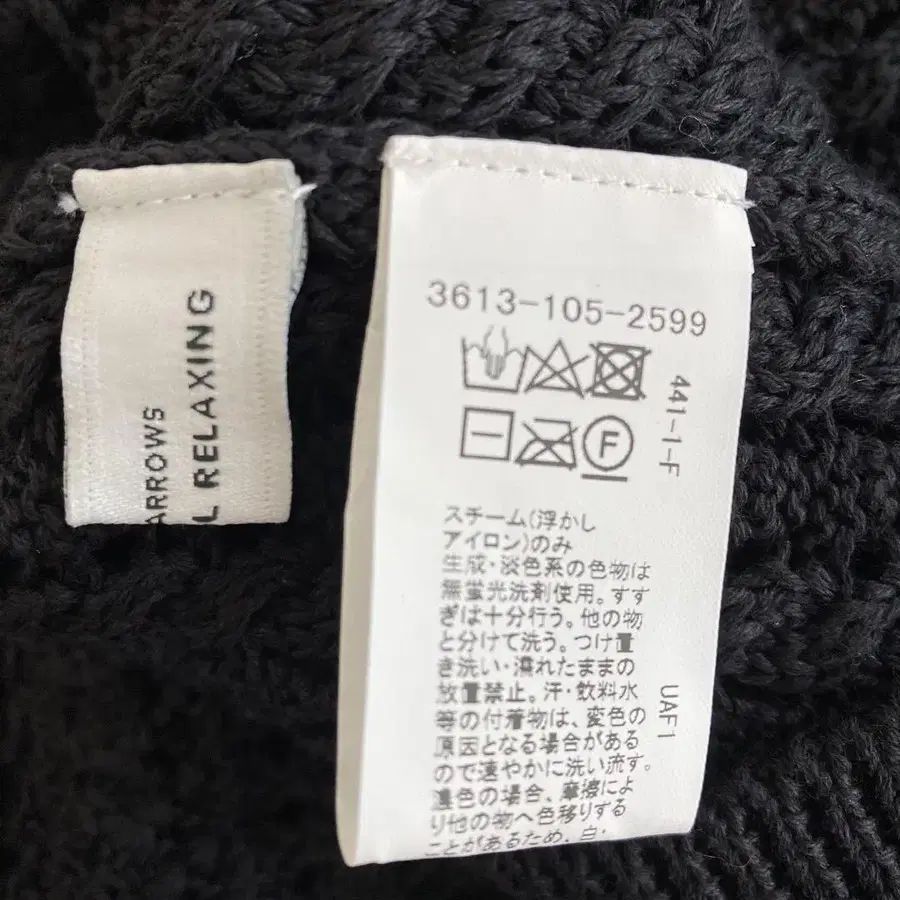 ARROWS
L RELAXING
3613-105-2599
441-1-F
F
スチーム(浮かし
アイロン)のみ
生成・淡色系の色物は
無蛍光洗剤使用。すす
ぎは十分行う。他の物
と分けて洗う。つけ置
き洗い・濡れたままの
放置禁止。汗・飲料水
等の付着物は、変色の
原因となる場合がある
ので速やかに洗い流す。
濃色の場合、摩擦によ
り他の物へ色移りする
ことがあるため、白・
UAF1